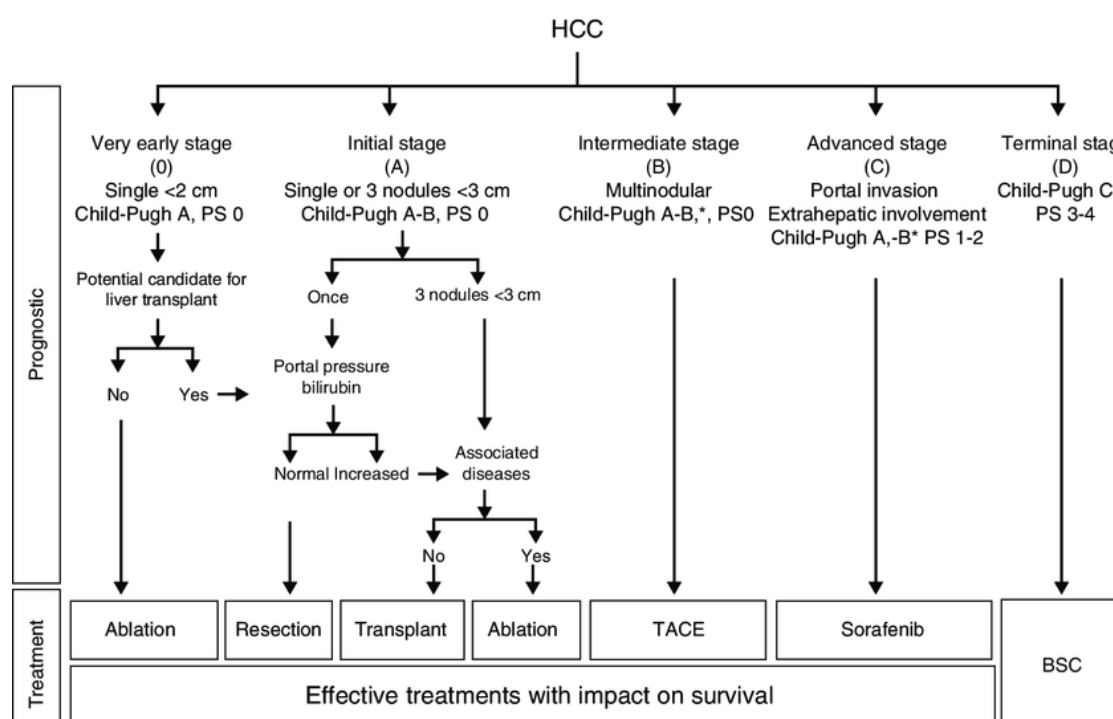 HCC
Prognostic
Very early stage
(0)
Single <2 cm
Child-Pugh A, PS 0
Initial stage
(A)
Single or 3 nodules <3 cm
Child-Pugh A-B, PS 0
Intermediate stage
(B)
Multinodular
Child-Pugh A-B,*, PS0
Advanced stage
(C)
Portal invasion
Extrahepatic involvement
Child-Pugh A,-B* PS 1-2
Terminal stag
(D)
Child-Pugh C
PS 3-4
Potential candidate for
liver transplant
Once
3 nodules <3 cm
No
Yes
Portal pressure
bilirubin
Normal
Increased
Associated
diseases
No
Yes
Treatment
Ablation
Resection
Transplant
Ablation
TACE
Sorafenib
BSC
Effective treatments with impact on survival